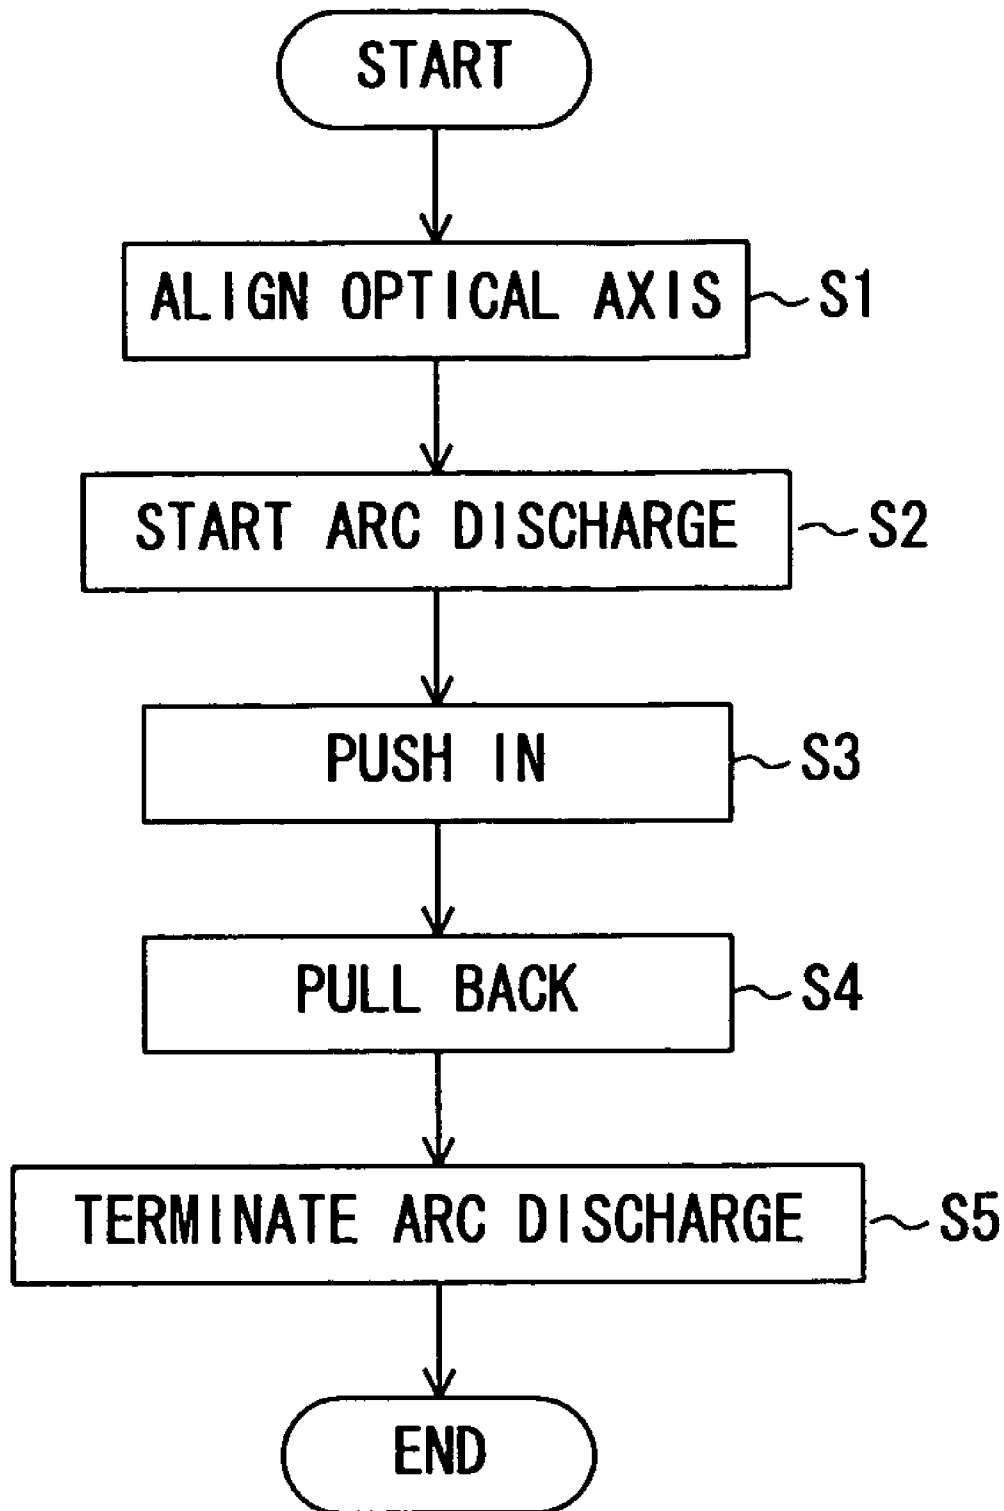 START
ALIGN OPTICAL AXIS S1
START ARC DISCHARGE S2
PUSH IN S3
PULL BACK S4
TERMINATE ARC DISCHARGE S5
END